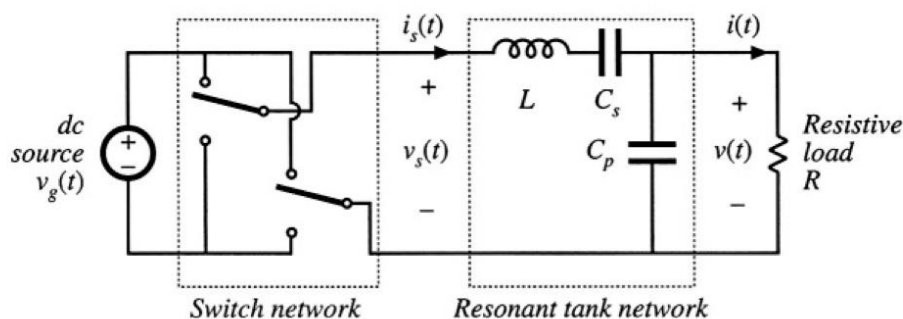 i_s(t)
i(t)
+
+
L
C_s
dc
source
v_g(t)
+
−
v_s(t)
C_p
v(t)
Resistive
load
R
−
−
Switch network
Resonant tank network